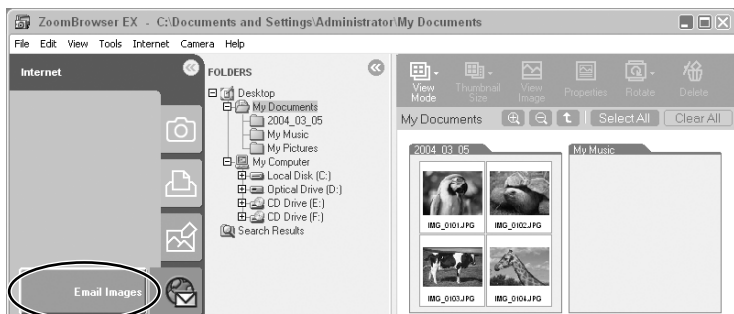 ZoomBrowser EX - C:\Documents and Settings\Administrator\My Documents
File Edit View Tools Internet Camera Help
Internet
Email Images
FOLDERS
Desktop
My Documents
2004_03_05
My Music
My Pictures
My Computer
Local Disk (C:)
Optical Drive (D:)
CD Drive (E:)
CD Drive (F:)
Search Results
View Mode
Thumbnail Size
View Image
Properties
Rotate
Delete
My Documents
Select All
Clear All
2004_03_05
My Music
IMG_0101.JPG
IMG_0102.JPG
IMG_0103.JPG
IMG_0104.JPG